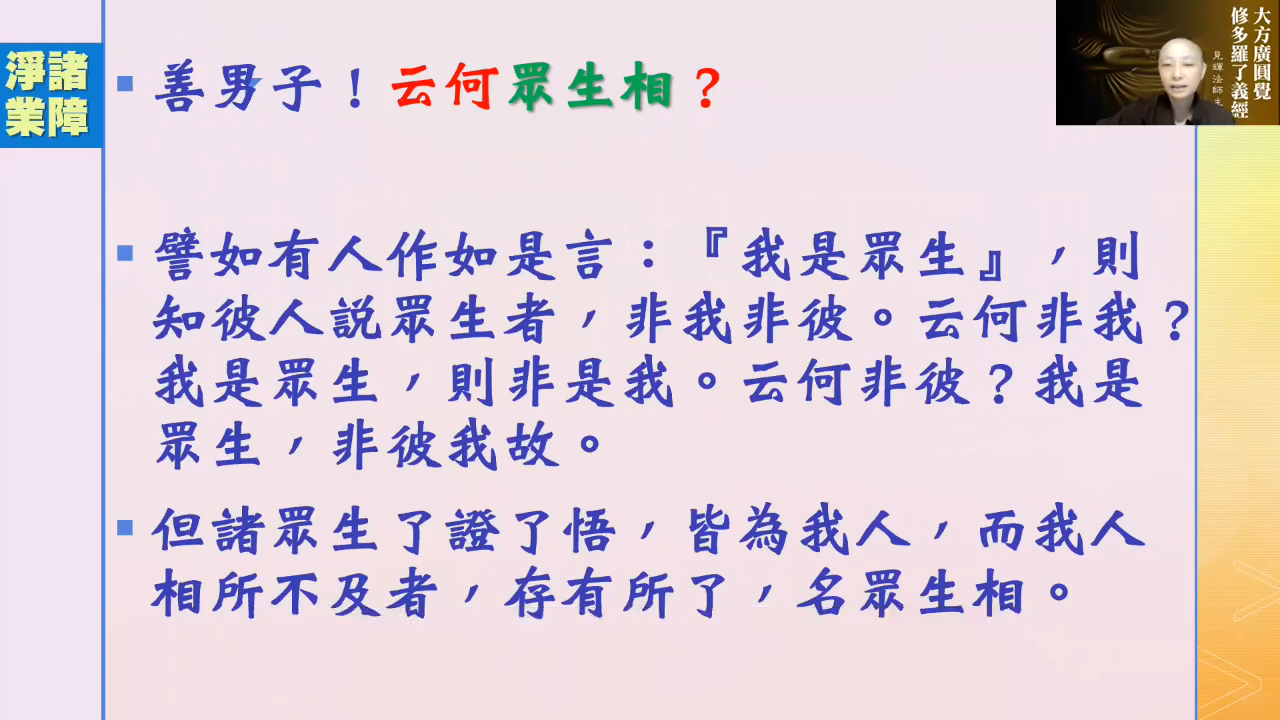 諸業障淨
善男子！云何眾生相？
譬如有人作如是言：『我是眾生』，則
知彼人說眾生者，非我非彼。云何非我？
我是眾生，則非是我。云何非彼？我是
眾生，非彼我故。
但諸眾生了證了悟，皆為我人，而我人
相所不及者，存有所了，名眾生相。
大方廣圓覺
修多羅了義經
見輝法師主